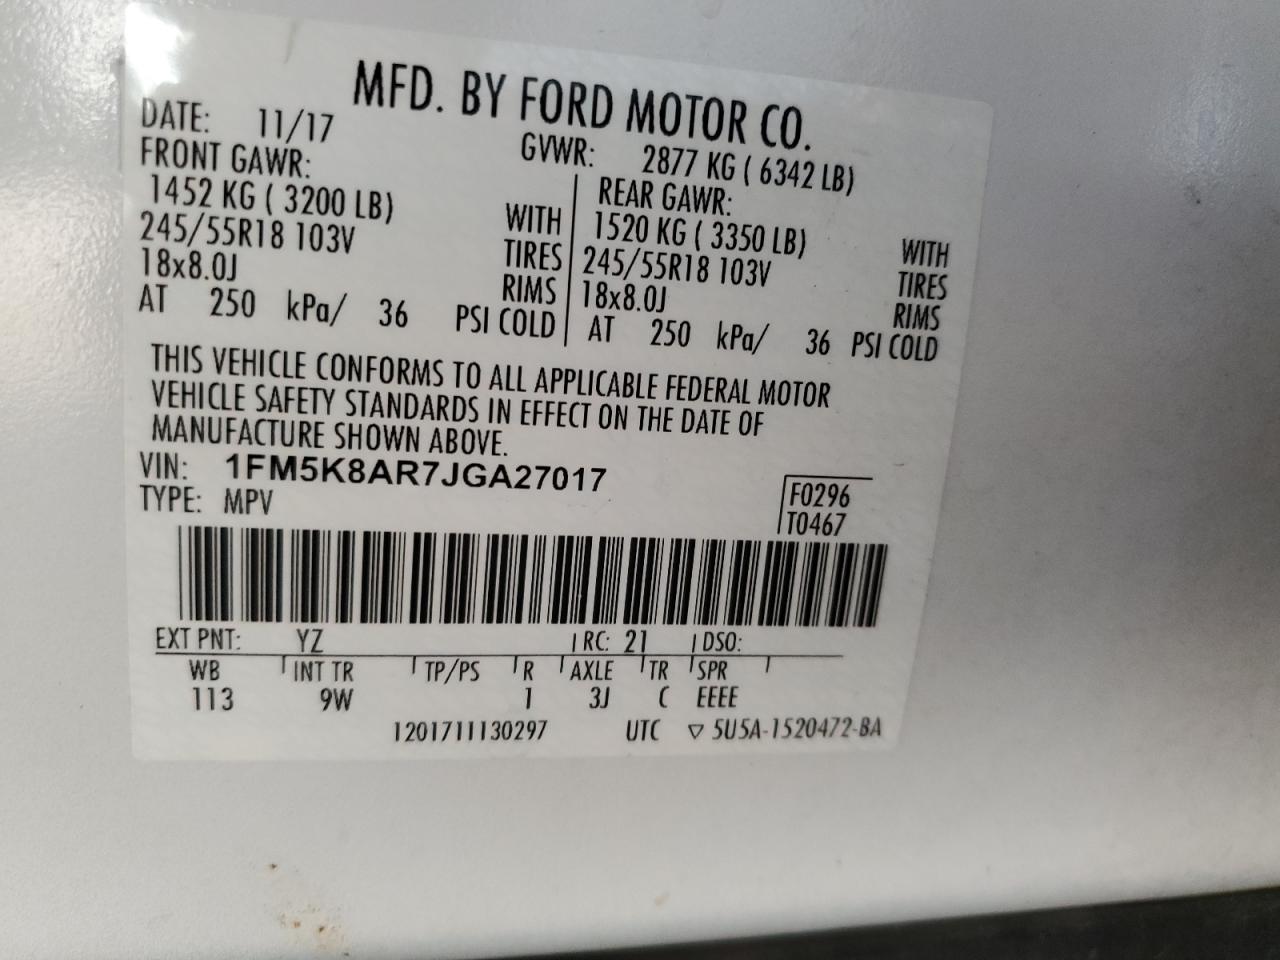 MFD. BY FORD MOTOR CO.
DATE: 11/17 GVWR: 2877 KG ( 6342 LB)
FRONT GAWR: REAR GAWR:
1452 KG ( 3200 LB) WITH 1520 KG ( 3350 LB) WITH
245/55R18 103V TIRES 245/55R18 103V TIRES
18x8.0J RIMS 18x8.0J RIMS
AT 250 kPa/ 36 PSI COLD AT 250 kPa/ 36 PSI COLD
THIS VEHICLE CONFORMS TO ALL APPLICABLE FEDERAL MOTOR
VEHICLE SAFETY STANDARDS IN EFFECT ON THE DATE OF
MANUFACTURE SHOWN ABOVE.
VIN: 1FM5K8AR7JGA27017
TYPE: MPV
F0296
T0467
EXT PNT: YZ RC: 21 DSO:
WB INT TR TP/PS R AXLE TR SPR
113 9W 1 3J C EEEE
1201711130297 UTC ▽ 5U5A-1520472-BA